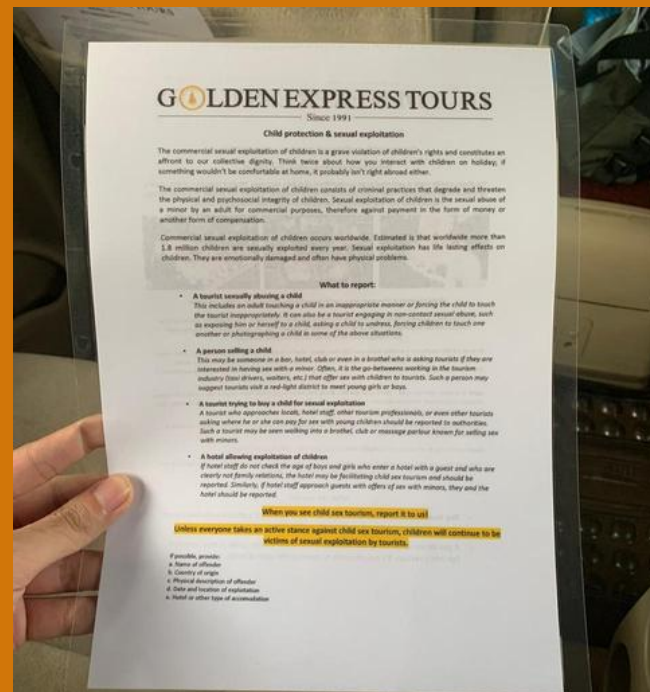 GOLDEN EXPRESS TOURS
Since 1991
Child protection & sexual exploitation
The commercial sexual exploitation of children is a grave violation of children's rights and constitutes an
affront to our collective dignity. Think twice about how you interact with children on holiday, if
something wouldn't be comfortable at home, it probably isn't right abroad either.
The commercial sexual exploitation of children consists of criminal practices that degrade and threaten
the physical and psychosocial integrity of children. Sexual exploitation of children is the sexual abuse of
a minor by an adult for commercial purposes, therefore against payment in the form of money or
another form of compensation.
Commercial sexual exploitation of children occurs worldwide. Estimated is that worldwide more than
1.8 million children are sexually exploited every year. Sexual exploitation has life lasting effects on
children. They are emotionally damaged and often have physical problems.
What to report:
• A tourist sexually abusing a child
This includes an adult touching a child in an inappropriate manner or forcing the child to touch
the tourist inappropriately. It can also be a tourist engaging in non-contact sexual abuse, such
as exposing him or herself to a child, asking a child to undress, forcing children to touch one
another or photographing a child in some of the above situations.
• A person selling a child
This may be someone in a bar, hotel, club or even in a brothel who is asking tourists if they are
interested in having sex with a minor. Often, it is the go-betweens working in the tourism
industry (taxi drivers, waiters, etc.) that offer sex with children to tourists. Such a person may
suggest tourists visit a red-light district to meet young girls or boys.
• A tourist trying to buy a child for sexual exploitation
A tourist who approaches locals, hotel staff, other tourism professionals, or even other tourists
asking where he or she can pay for sex with young children should be reported to authorities.
Such a tourist may be seen walking into a brothel, club or massage parlour known for selling sex
with minors.
• A hotel allowing exploitation of children
If hotel staff do not check the age of boys and girls who enter a hotel with a guest and who are
clearly not family relations, the hotel may be facilitating child sex tourism and should be
reported. Similarly, if hotel staff approach guests with offers of sex with minors, they and the
hotel should be reported.
When you see child sex tourism, report it to us!
Unless everyone takes an active stance against child sex tourism, children will continue to be
victims of sexual exploitation by tourists.
If possible, provide:
a. Name of offender
b. Country of origin
c. Physical description of offender
d. Date and location of exploitation
e. Hotel or other type of accomodation